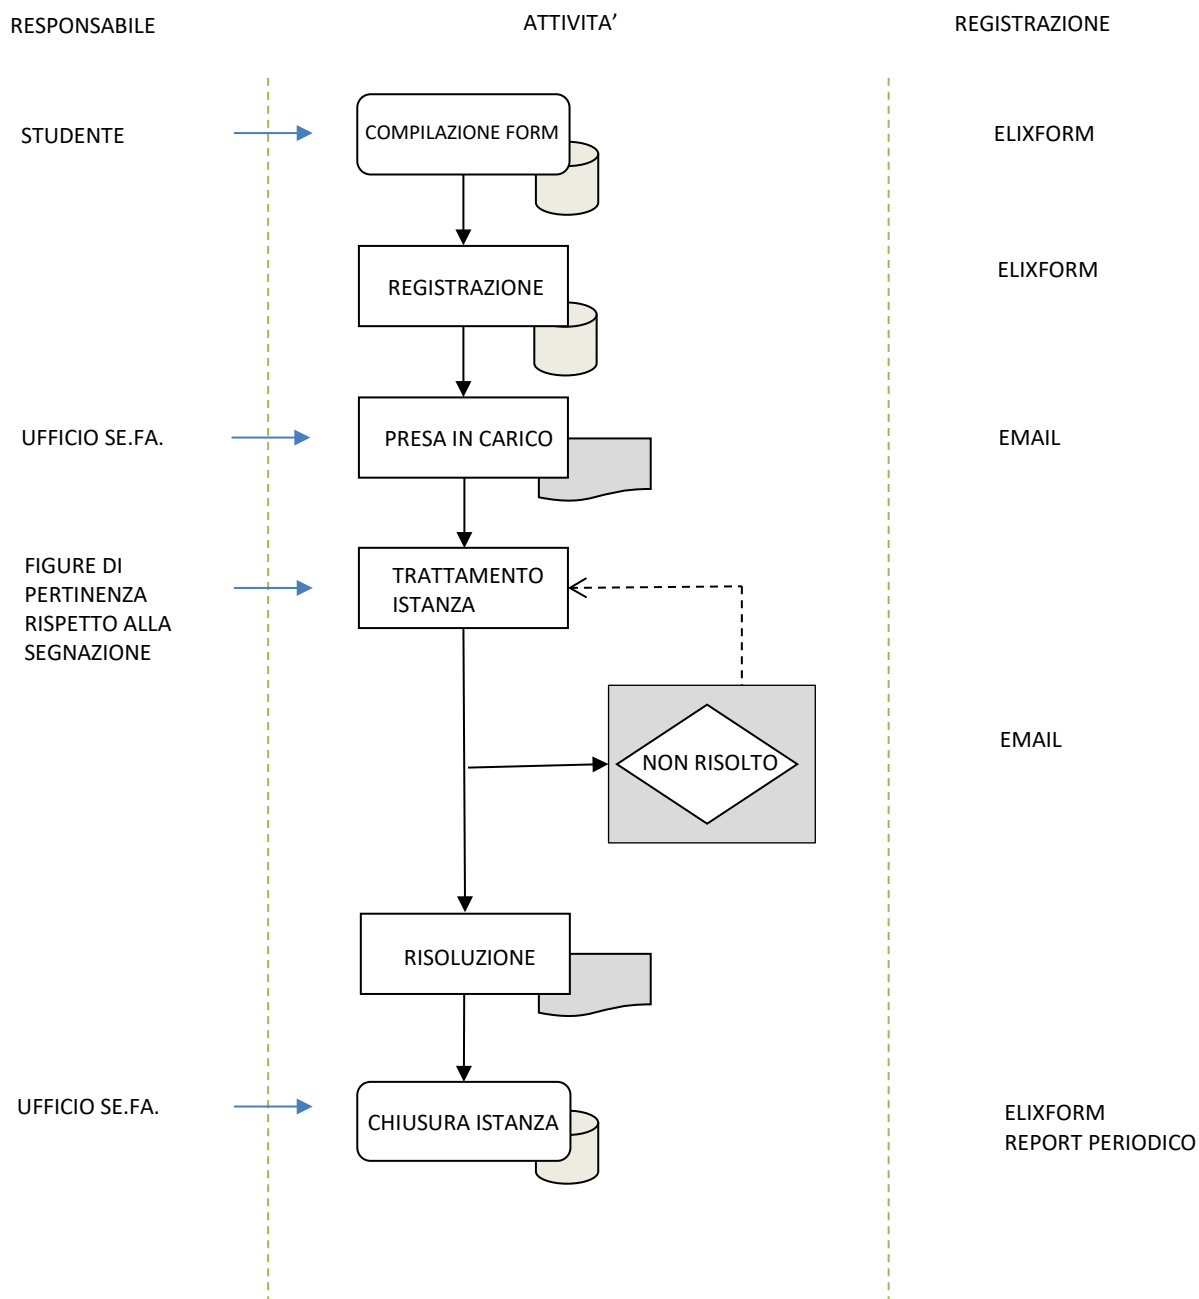 RESPONSABILE
ATTIVITA’
REGISTRAZIONE
STUDENTE
COMPILAZIONE FORM
ELIXFORM
REGISTRAZIONE
ELIXFORM
UFFICIO SE.FA.
PRESA IN CARICO
EMAIL
FIGURE DI
PERTINENZA
RISPETTO ALLA
SEGNAZIONE
TRATTAMENTO
ISTANZA
NON RISOLTO
EMAIL
RISOLUZIONE
UFFICIO SE.FA.
CHIUSURA ISTANZA
ELIXFORM
REPORT PERIODICO